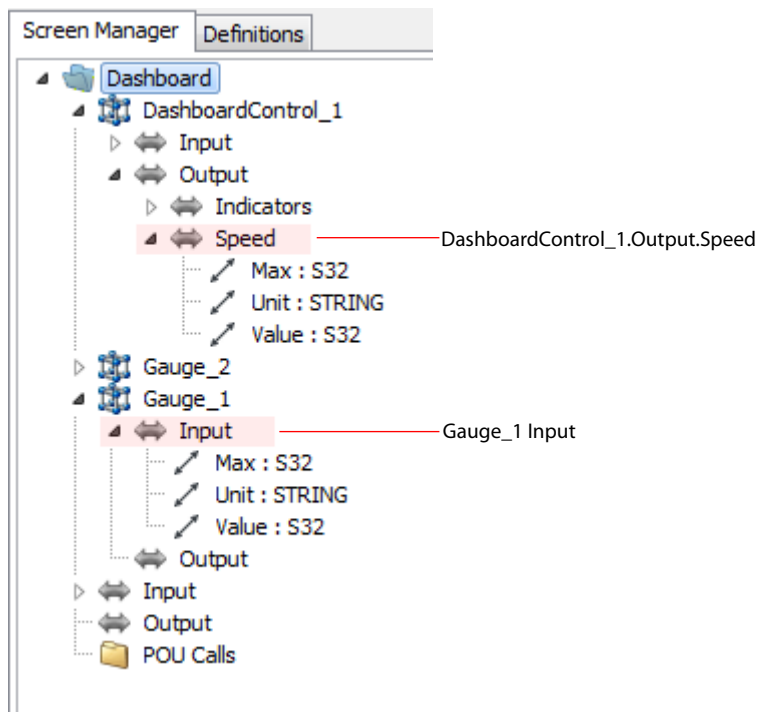 Screen Manager Definitions
Dashboard
DashboardControl_1
Input
Output
Indicators
Speed DashboardControl_1.Output.Speed
Max : S32
Unit : STRING
Value : S32
Gauge_2
Gauge_1
Input Gauge_1 Input
Max : S32
Unit : STRING
Value : S32
Output
Input
Output
POU Calls